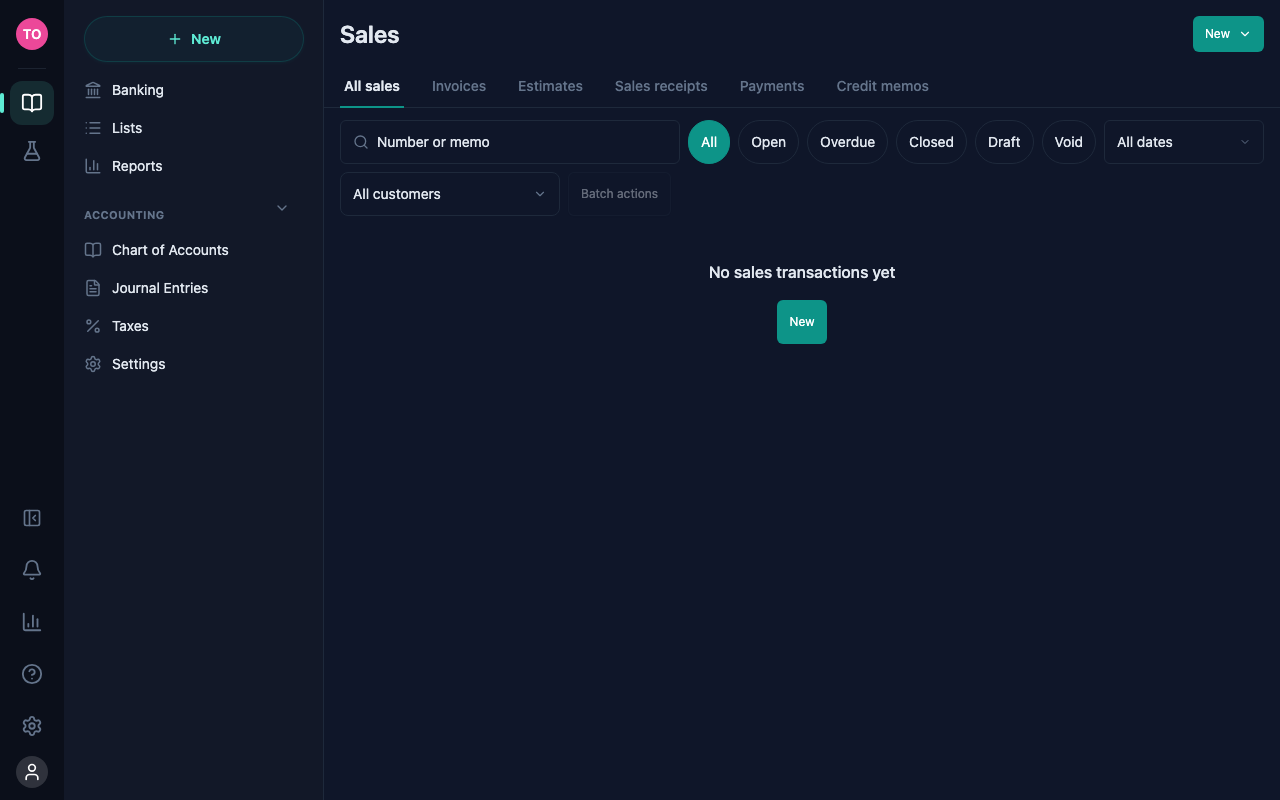 TO
New
Banking
Lists
Reports
ACCOUNTING
Chart of Accounts
Journal Entries
Taxes
Settings
Sales
New
All sales
Invoices
Estimates
Sales receipts
Payments
Credit memos
Number or memo
All
Open
Overdue
Closed
Draft
Void
All dates
All customers
Batch actions
No sales transactions yet
New